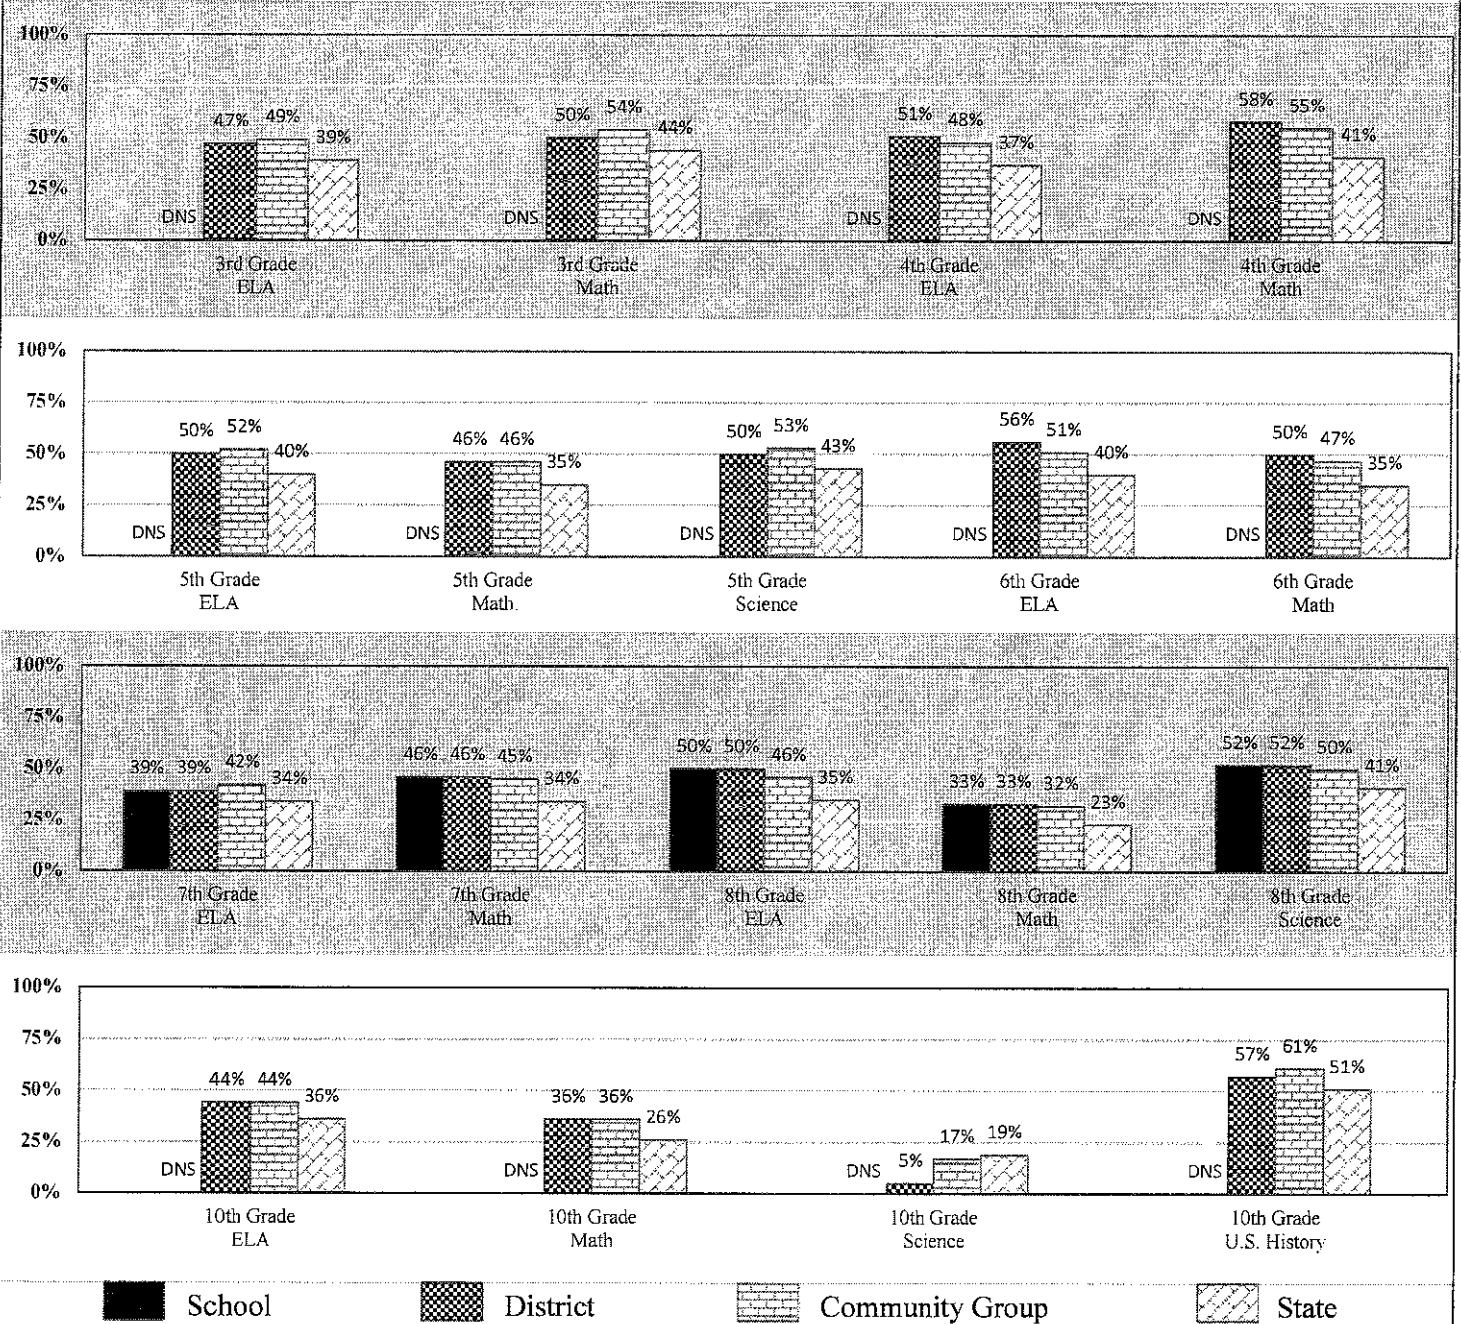 100%
75%
50%
25%
0%
DNS 47% 49% 39%
DNS 50% 54% 44%
DNS 51% 48% 37%
DNS 58% 55% 41%
3rd Grade
ELA
3rd Grade
Math
4th Grade
ELA
4th Grade
Math
100%
75%
50%
25%
0%
DNS 50% 52% 40%
DNS 46% 46% 35%
DNS 50% 53% 43%
DNS 56% 51% 40%
DNS 50% 47% 35%
5th Grade
ELA
5th Grade
Math
5th Grade
Science
6th Grade
ELA
6th Grade
Math
100%
75%
50%
25%
0%
39% 39% 42% 34%
46% 46% 45% 34%
50% 50% 46% 35%
33% 33% 32% 23%
52% 52% 50% 41%
7th Grade
ELA
7th Grade
Math
8th Grade
ELA
8th Grade
Math
8th Grade
Science
100%
75%
50%
25%
0%
DNS 44% 44% 36%
DNS 36% 36% 26%
DNS 5% 17% 19%
DNS 57% 61% 51%
10th Grade
ELA
10th Grade
Math
10th Grade
Science
10th Grade
U.S. History
School District Community Group State